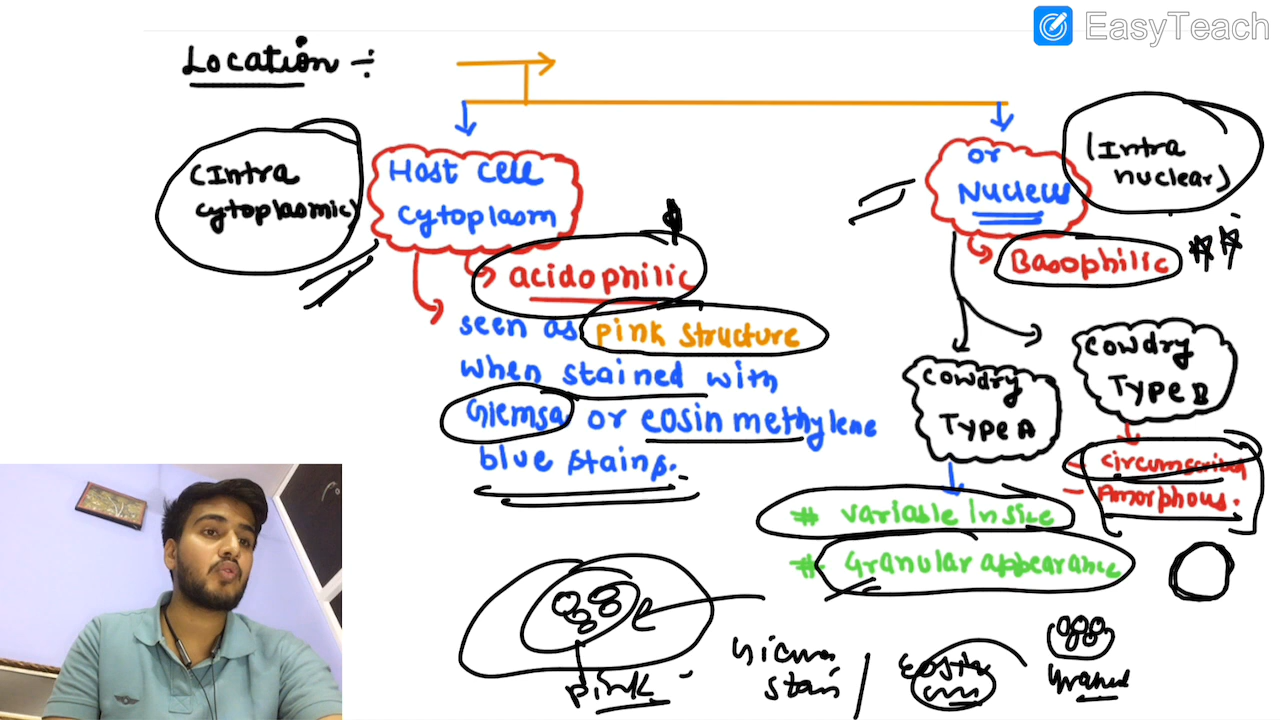 EasyTeach
Location ÷
(Intra
cytoplasmic)
Host cell
cytoplasm
or
Nucleus
(Intra
nuclear)
acidophilic
Basophilic
seen as pink structure
when stained with
Giemsa or eosin methylene
blue stains.
Cowdry
Type A
Cowdry
Type B
- Amorphous.
# variable in size
# Granular appearance
pink
stain